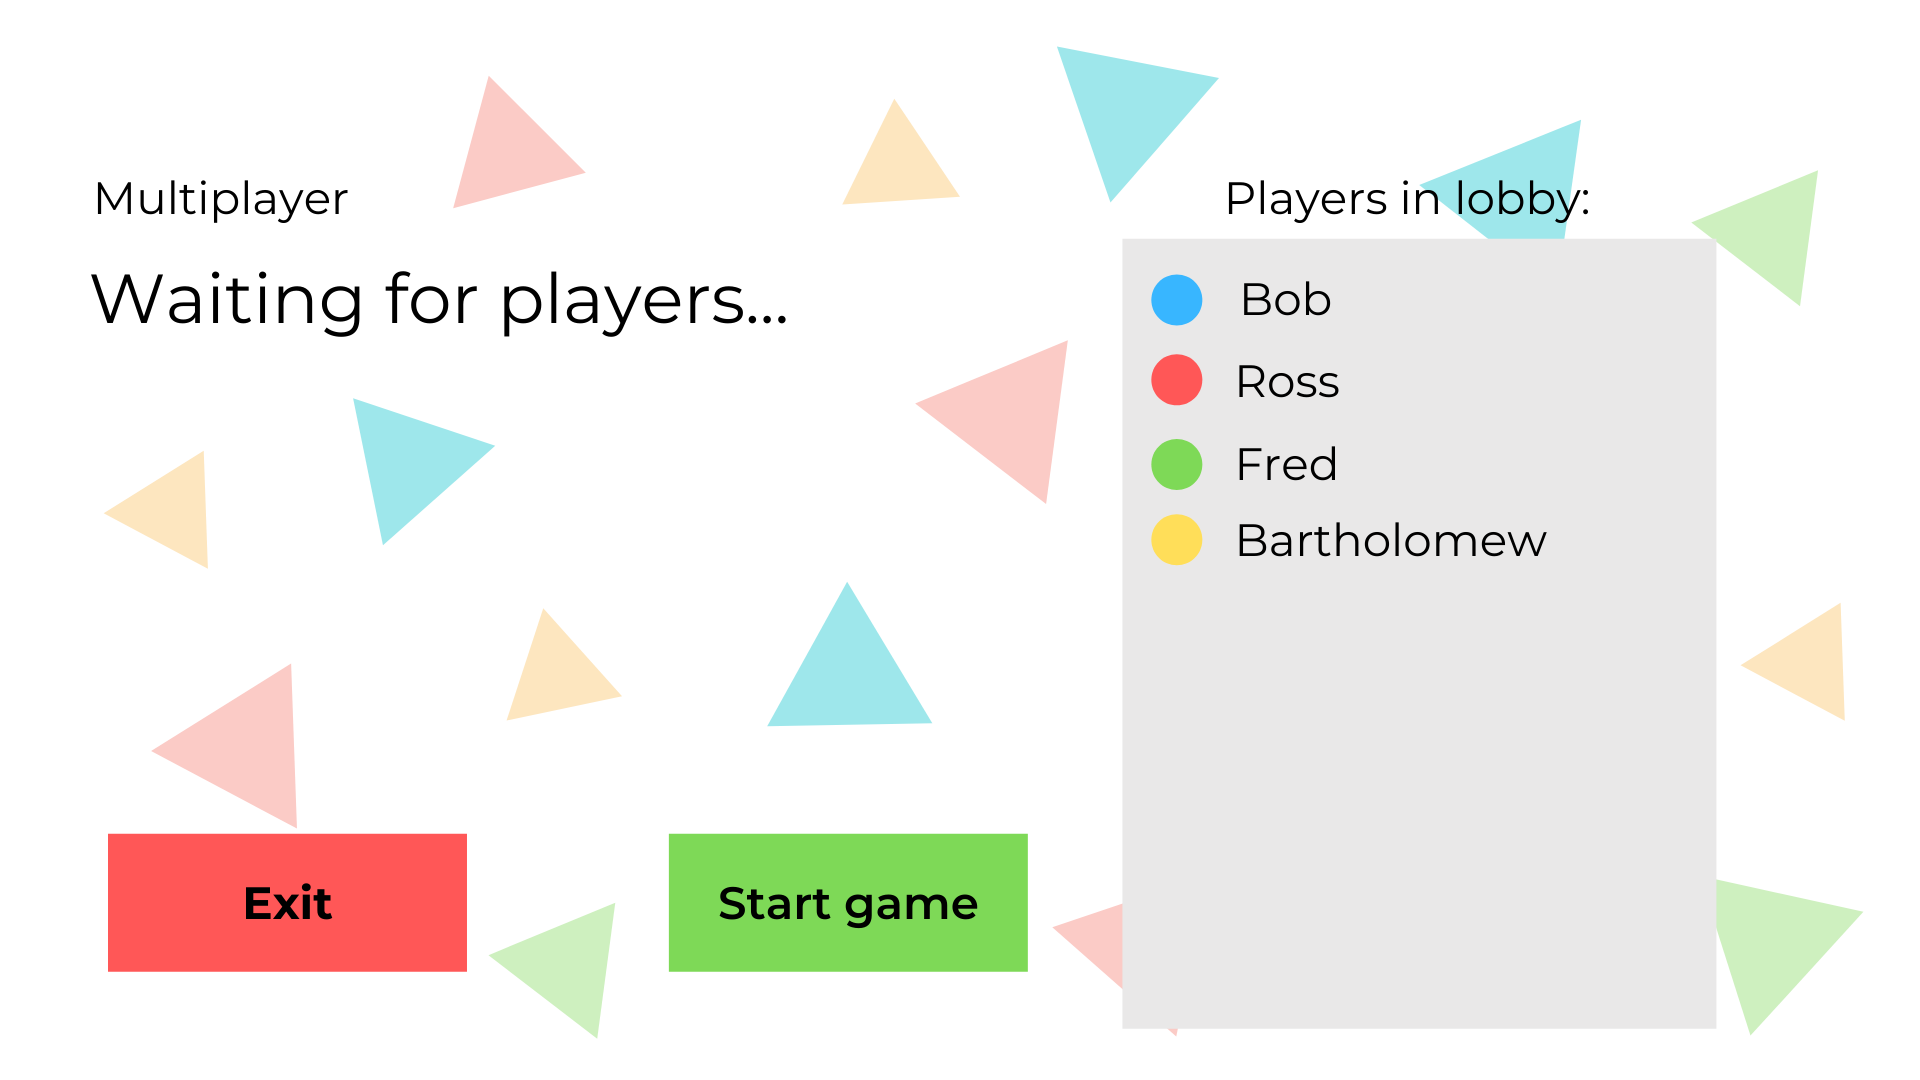 Multiplayer
Waiting for players...
Players in lobby:
Bob
Ross
Fred
Bartholomew
Exit
Start game